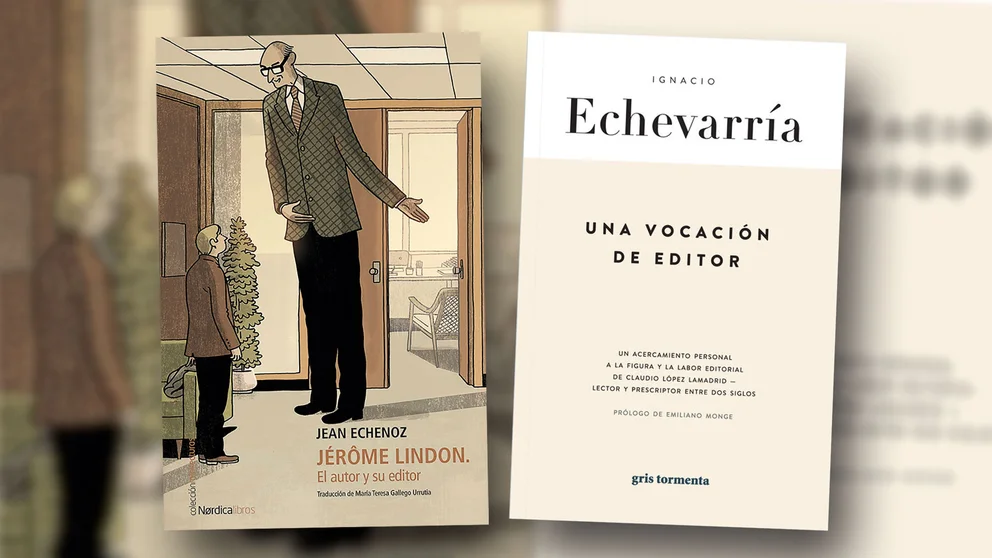 JEAN ECHENOZ
JÉRÔME LINDON.
El autor y su editor
Traducción de María Teresa Gallego Urrutia
colección
Nørdicalibros
IGNACIO
Echevarría
UNA VOCACIÓN
DE EDITOR
UN ACERCAMIENTO PERSONAL
A LA FIGURA Y LA LABOR EDITORIAL
DE CLAUDIO LÓPEZ LAMADRID —
LECTOR Y PRESCRIPTOR ENTRE DOS SIGLOS
PRÓLOGO DE EMILIANO MONGE
gris tormenta